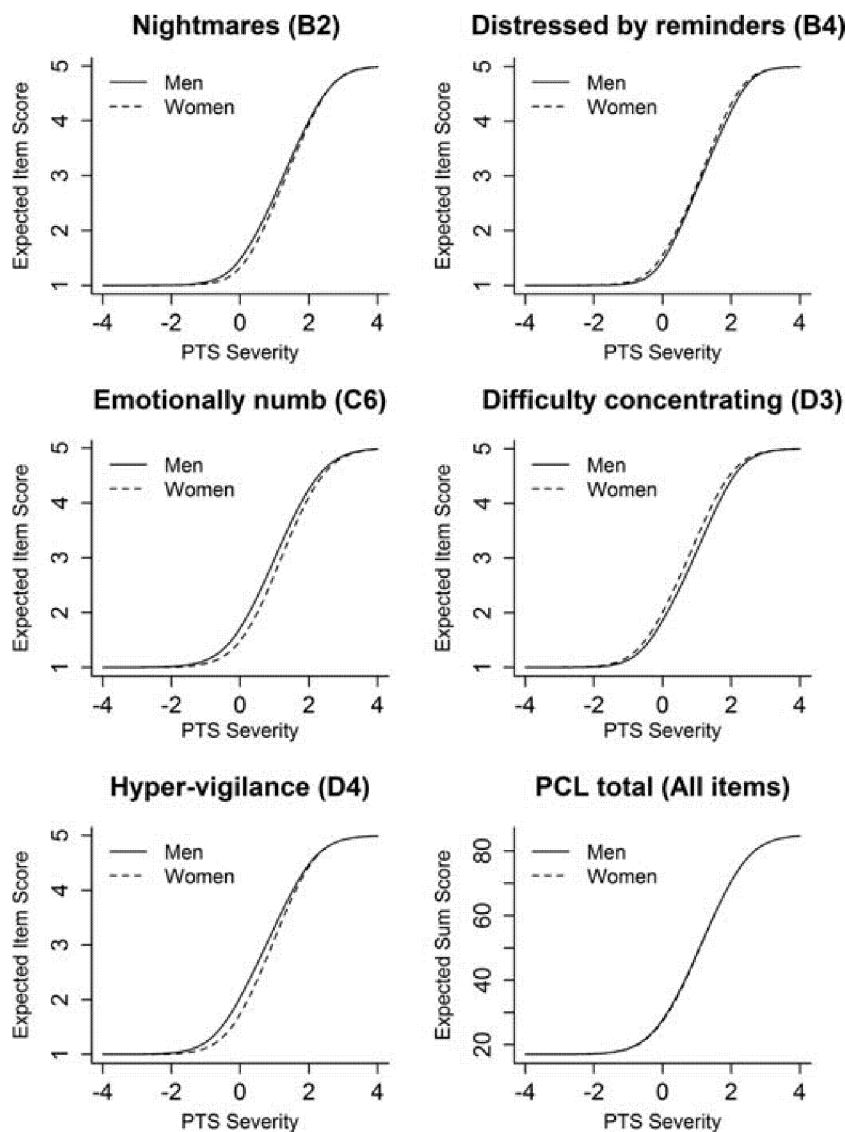 Nightmares (B2)
Expected Item Score
5
4
3
2
1
Men
Women
-4 -2 0 2 4
PTS Severity
Distressed by reminders (B4)
Expected Item Score
5
4
3
2
1
Men
Women
-4 -2 0 2 4
PTS Severity
Emotionally numb (C6)
Expected Item Score
5
4
3
2
1
Men
Women
-4 -2 0 2 4
PTS Severity
Difficulty concentrating (D3)
Expected Item Score
5
4
3
2
1
Men
Women
-4 -2 0 2 4
PTS Severity
Hyper-vigilance (D4)
Expected Item Score
5
4
3
2
1
Men
Women
-4 -2 0 2 4
PTS Severity
PCL total (All items)
Expected Sum Score
80
60
40
20
Men
Women
-4 -2 0 2 4
PTS Severity